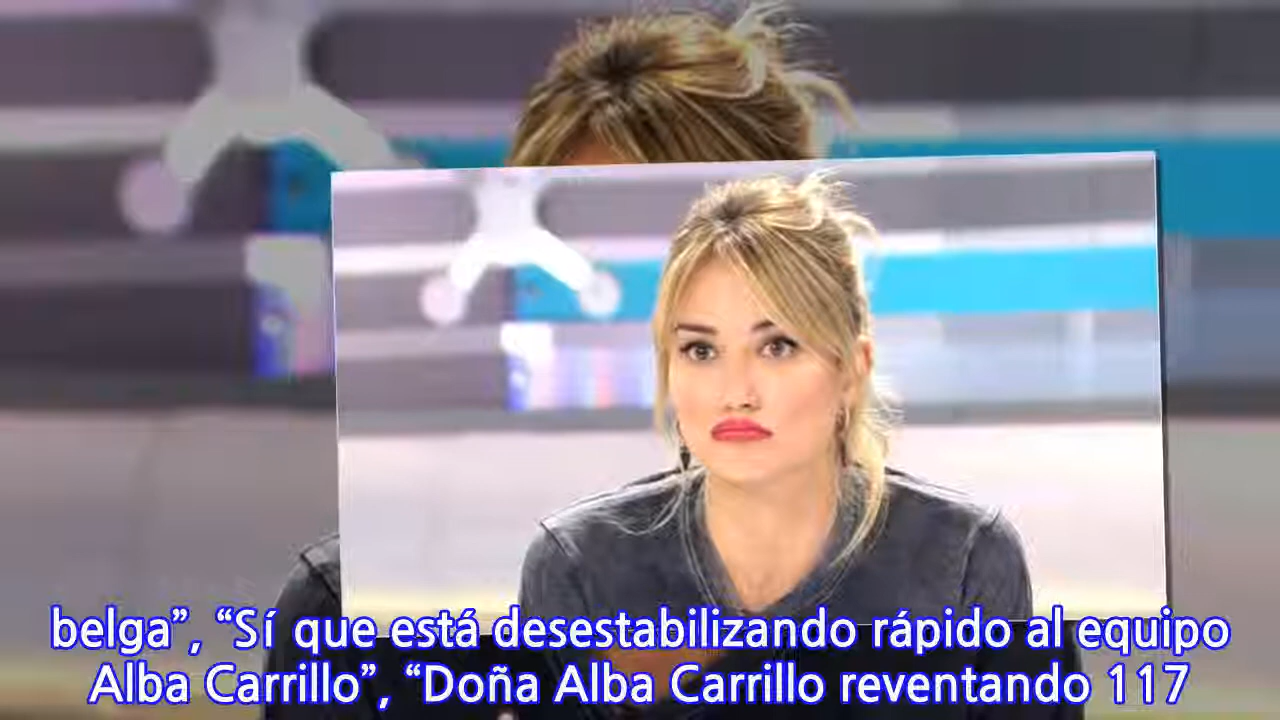 belga”, “Sí que está desestabilizando rápido al equipo
Alba Carrillo”, “Doña Alba Carrillo reventando 117